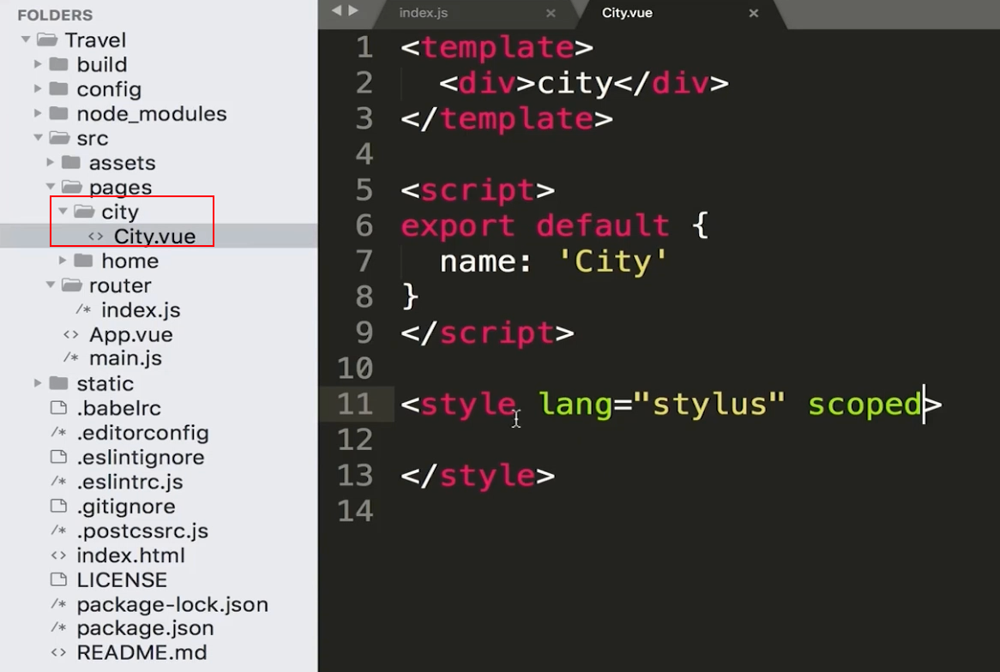 FOLDERS
Travel
build
config
node_modules
src
assets
pages
city
City.vue
home
router
index.js
App.vue
main.js
static
.babelrc
.editorconfig
.eslintignore
.eslintrc.js
.gitignore
.postcssrc.js
index.html
LICENSE
package-lock.json
package.json
README.md
index.js
City.vue
1 <template>
2   <div>city</div>
3 </template>
4
5 <script>
6 export default {
7   name: 'City'
8 }
9 </script>
10
11 <style lang="stylus" scoped>
12
13 </style>
14